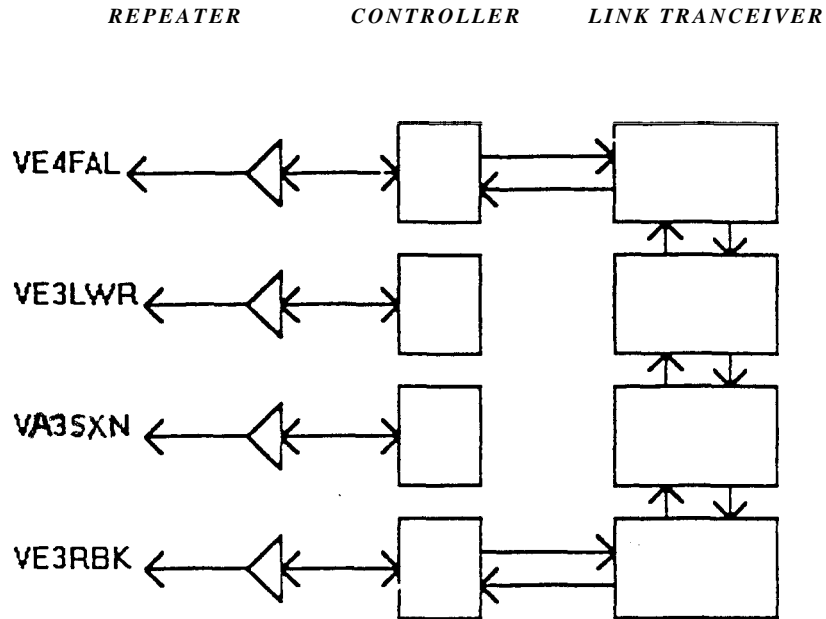 REPEATER CONTROLLER LINK TRANCEIVER
VE4FAL
VE3LWR
VA3SXN
VE3RBK